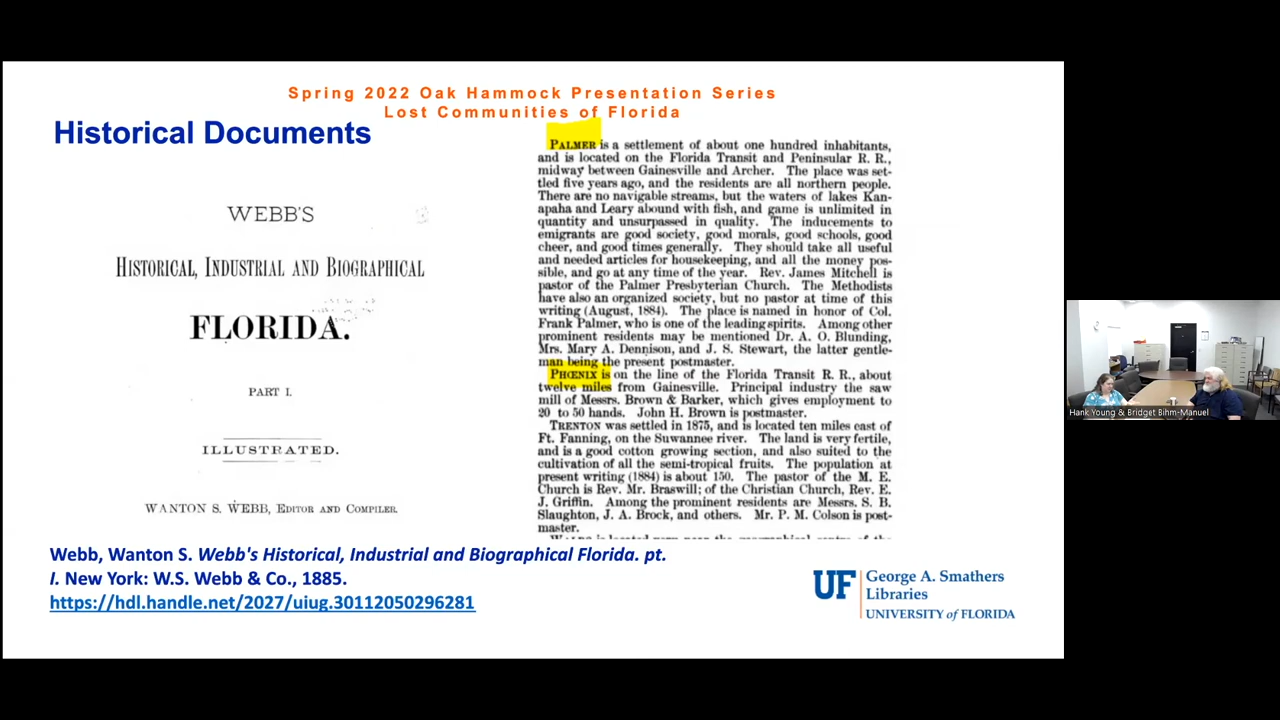 Spring 2022 Oak Hammock Presentation Series
Lost Communities of Florida
Historical Documents
WEBB'S
HISTORICAL, INDUSTRIAL AND BIOGRAPHICAL
FLORIDA.
PART I.
ILLUSTRATED.
WANTON S. WEBB, EDITOR AND COMPILER.
PALMER is a settlement of about one hundred inhabitants,
and is located on the Florida Transit and Peninsular R. R.,
midway between Gainesville and Archer. The place was set-
tled five years ago, and the residents are all northern people.
There are no navigable streams, but the waters of lakes Kan-
apaha and Leary abound with fish, and game is unlimited in
quantity and unsurpassed in quality. The inducements to
emigrants are good society, good morals, good schools, good
cheer, and good times generally. They should take all useful
and needed articles for housekeeping, and all the money pos-
sible, and go at any time of the year. Rev. James Mitchell is
pastor of the Palmer Presbyterian Church. The Methodists
have also an organized society, but no pastor at time of this
writing (August, 1884). The place is named in honor of Col.
Frank Palmer, who is one of the leading spirits. Among other
prominent residents may be mentioned Dr. A. O. Blunding,
Mrs. Mary A. Dennison, and J. S. Stewart, the latter gentle-
man being the present postmaster.
PHŒNIX is on the line of the Florida Transit R. R., about
twelve miles from Gainesville. Principal industry the saw
mill of Messrs. Brown & Barker, which gives employment to
20 to 50 hands. John H. Brown is postmaster.
TRENTON was settled in 1875, and is located ten miles east of
Ft. Fanning, on the Suwannee river. The land is very fertile,
and is a good cotton growing section, and also suited to the
cultivation of all the semi-tropical fruits. The population at
present writing (1884) is about 150. The pastor of the M. E.
Church is Rev. Mr. Braswill; of the Christian Church, Rev. E.
J. Griffin. Among the prominent residents are Messrs. S. B.
Slaughton, J. A. Brock, and others. Mr. P. M. Colson is post-
master.
Webb, Wanton S. Webb's Historical, Industrial and Biographical Florida. pt.
I. New York: W.S. Webb & Co., 1885.
https://hdl.handle.net/2027/uiug.30112050296281
UF
George A. Smathers
Libraries
UNIVERSITY of FLORIDA
Hank Young & Bridget Bihm-Manuel